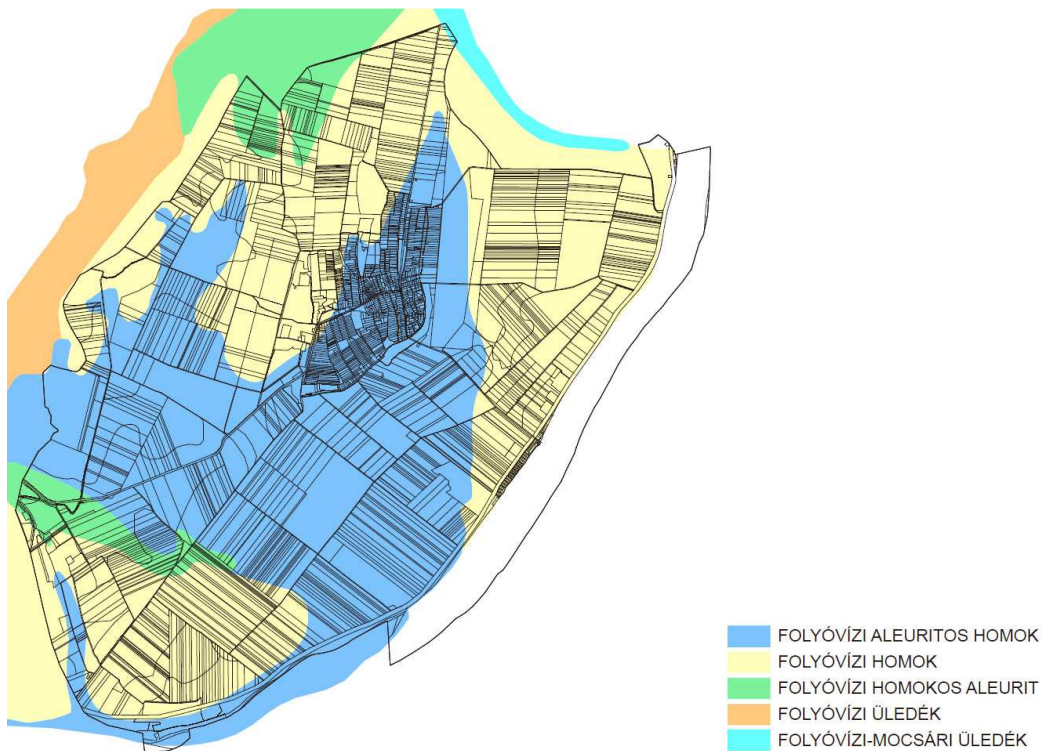 FOLYÓVÍZI ALEURITOS HOMOK
FOLYÓVÍZI HOMOK
FOLYÓVÍZI HOMOKOS ALEURIT
FOLYÓVÍZI ÜLEDÉK
FOLYÓVÍZI-MOCSÁRI ÜLEDÉK